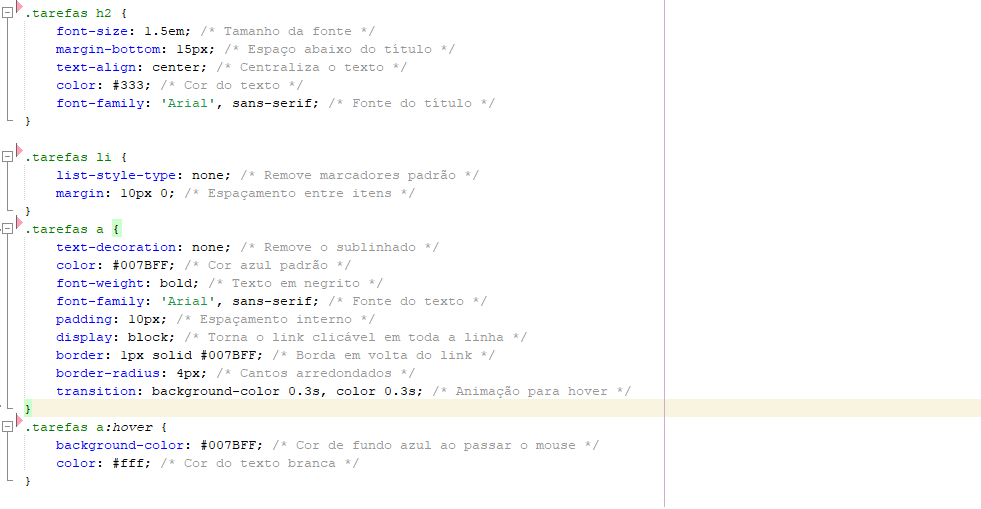 .tarefas h2 {
    font-size: 1.5em; /* Tamanho da fonte */
    margin-bottom: 15px; /* Espaço abaixo do título */
    text-align: center; /* Centraliza o texto */
    color: #333; /* Cor do texto */
    font-family: 'Arial', sans-serif; /* Fonte do título */
}
.tarefas li {
    list-style-type: none; /* Remove marcadores padrão */
    margin: 10px 0; /* Espaçamento entre itens */
}
.tarefas a {
    text-decoration: none; /* Remove o sublinhado */
    color: #007BFF; /* Cor azul padrão */
    font-weight: bold; /* Texto em negrito */
    font-family: 'Arial', sans-serif; /* Fonte do texto */
    padding: 10px; /* Espaçamento interno */
    display: block; /* Torna o link clicável em toda a linha */
    border: 1px solid #007BFF; /* Borda em volta do link */
    border-radius: 4px; /* Cantos arredondados */
    transition: background-color 0.3s, color 0.3s; /* Animação para hover */
}
.tarefas a:hover {
    background-color: #007BFF; /* Cor de fundo azul ao passar o mouse */
    color: #fff; /* Cor do texto branca */
}